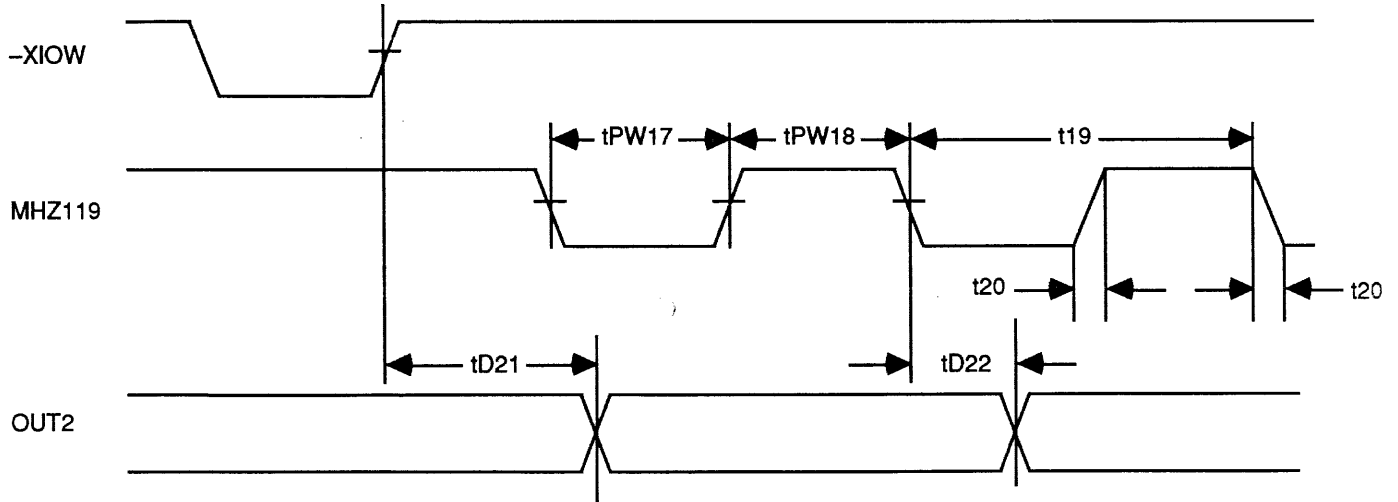 –XIOW
tPW17
tPW18
t19
MHZ119
t20
t20
tD21
tD22
OUT2